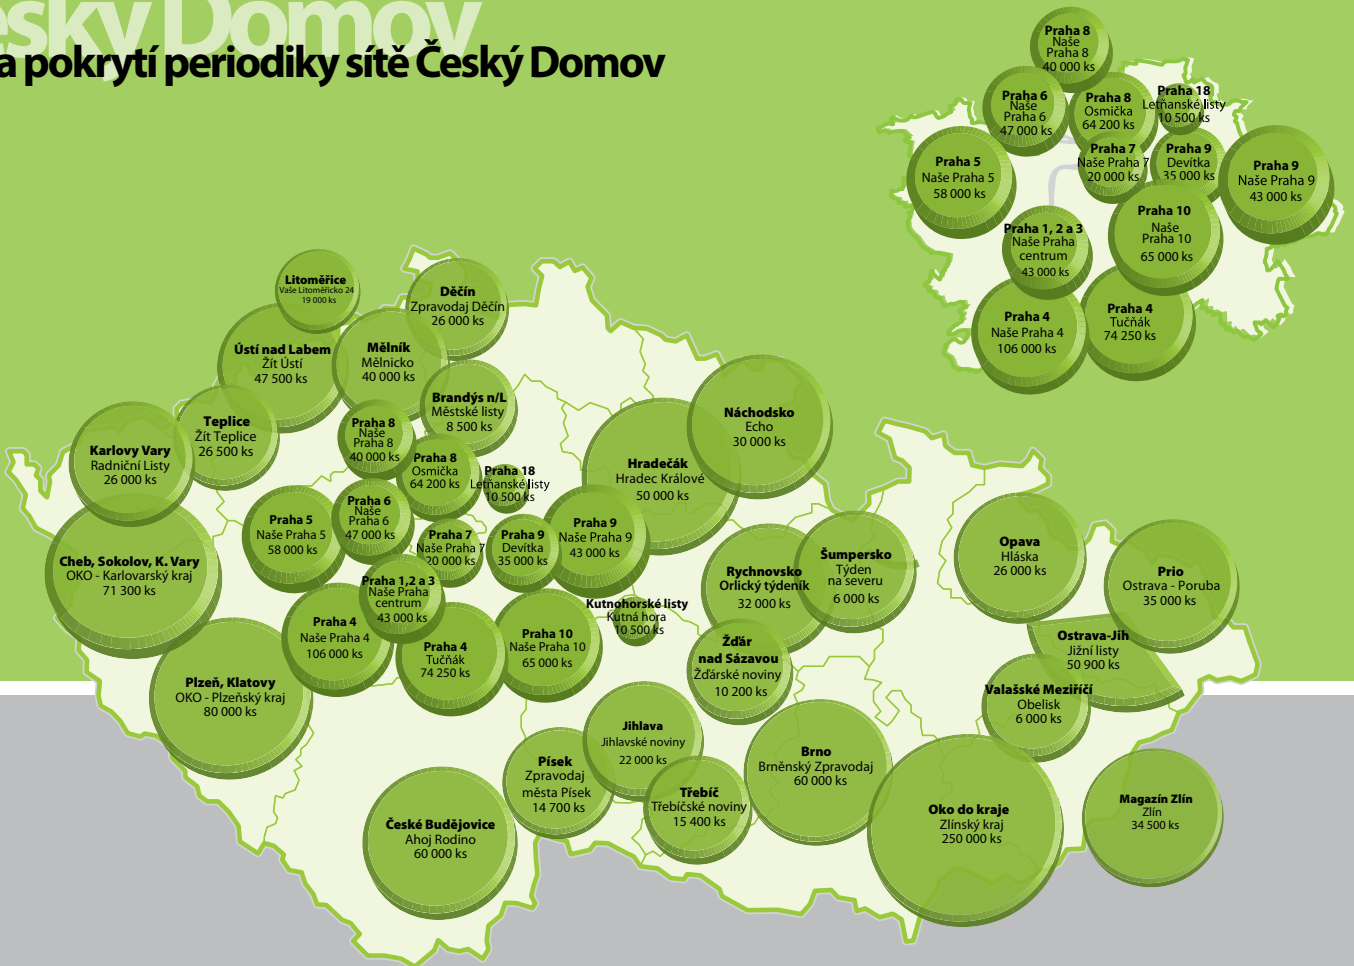 eský Domov
a pokrytí periodiky sítě Český Domov
Praha 8
Naše
Praha 8
40 000 ks
Praha 6
Naše
Praha 6
47 000 ks
Praha 8
Osmička
64 200 ks
Praha 18
Letňanské listy
10 500 ks
Praha 5
Naše Praha 5
58 000 ks
Praha 7
Naše Praha 7
20 000 ks
Praha 9
Devítka
35 000 ks
Praha 9
Naše Praha 9
43 000 ks
Praha 1, 2 a 3
Naše Praha
centrum
43 000 ks
Praha 10
Naše
Praha 10
65 000 ks
Praha 4
Naše Praha 4
106 000 ks
Praha 4
Tučňák
74 250 ks
Litoměřice
Vaše Litoměřicko 24
19 000 ks
Děčín
Zpravodaj Děčín
26 000 ks
Ústí nad Labem
Žít Ústí
47 500 ks
Mělník
Mělnicko
40 000 ks
Brandýs n/L
Městské listy
8 500 ks
Náchodsko
Echo
30 000 ks
Teplice
Žít Teplice
26 500 ks
Karlovy Vary
Radniční Listy
26 000 ks
Praha 8
Naše
Praha 8
40 000 ks
Praha 8
Osmička
64 200 ks
Praha 18
Letňanské listy
10 500 ks
Hradečák
Hradec Králové
50 000 ks
Praha 5
Naše Praha 5
58 000 ks
Praha 6
Naše
Praha 6
47 000 ks
Praha 7
Naše Praha 7
20 000 ks
Praha 9
Devítka
35 000 ks
Praha 9
Naše Praha 9
43 000 ks
Cheb, Sokolov, K. Vary
OKO - Karlovarský kraj
71 300 ks
Praha 1,2 a 3
Naše Praha
centrum
43 000 ks
Rychnovsko
Orlický týdeník
32 000 ks
Šumpersko
Týden
na severu
6 000 ks
Opava
Hláska
26 000 ks
Prio
Ostrava - Poruba
35 000 ks
Kutnohorské listy
Kutná hora
10 500 ks
Praha 4
Naše Praha 4
106 000 ks
Praha 4
Tučňák
74 250 ks
Praha 10
Naše Praha 10
65 000 ks
Žďár
nad Sázavou
Žďárské noviny
10 200 ks
Ostrava-Jih
Jižní listy
50 900 ks
Plzeň, Klatovy
OKO - Plzeňský kraj
80 000 ks
Valašské Meziříčí
Obelisk
6 000 ks
Jihlava
Jihlavské noviny
22 000 ks
Písek
Zpravodaj
města Písek
14 700 ks
Brno
Brněnský Zpravodaj
60 000 ks
Třebíč
Třebíčské noviny
15 400 ks
České Budějovice
Ahoj Rodino
60 000 ks
Oko do kraje
Zlínský kraj
250 000 ks
Magazín Zlín
Zlín
34 500 ks